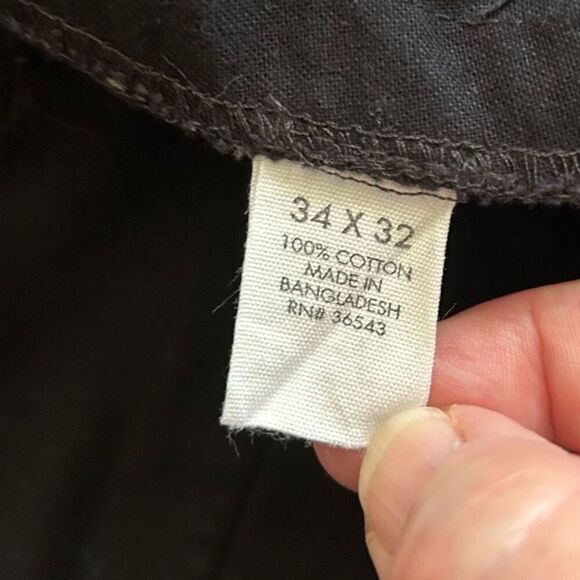 34 X 32
100% COTTON
MADE IN
BANGLADESH
RN# 36543